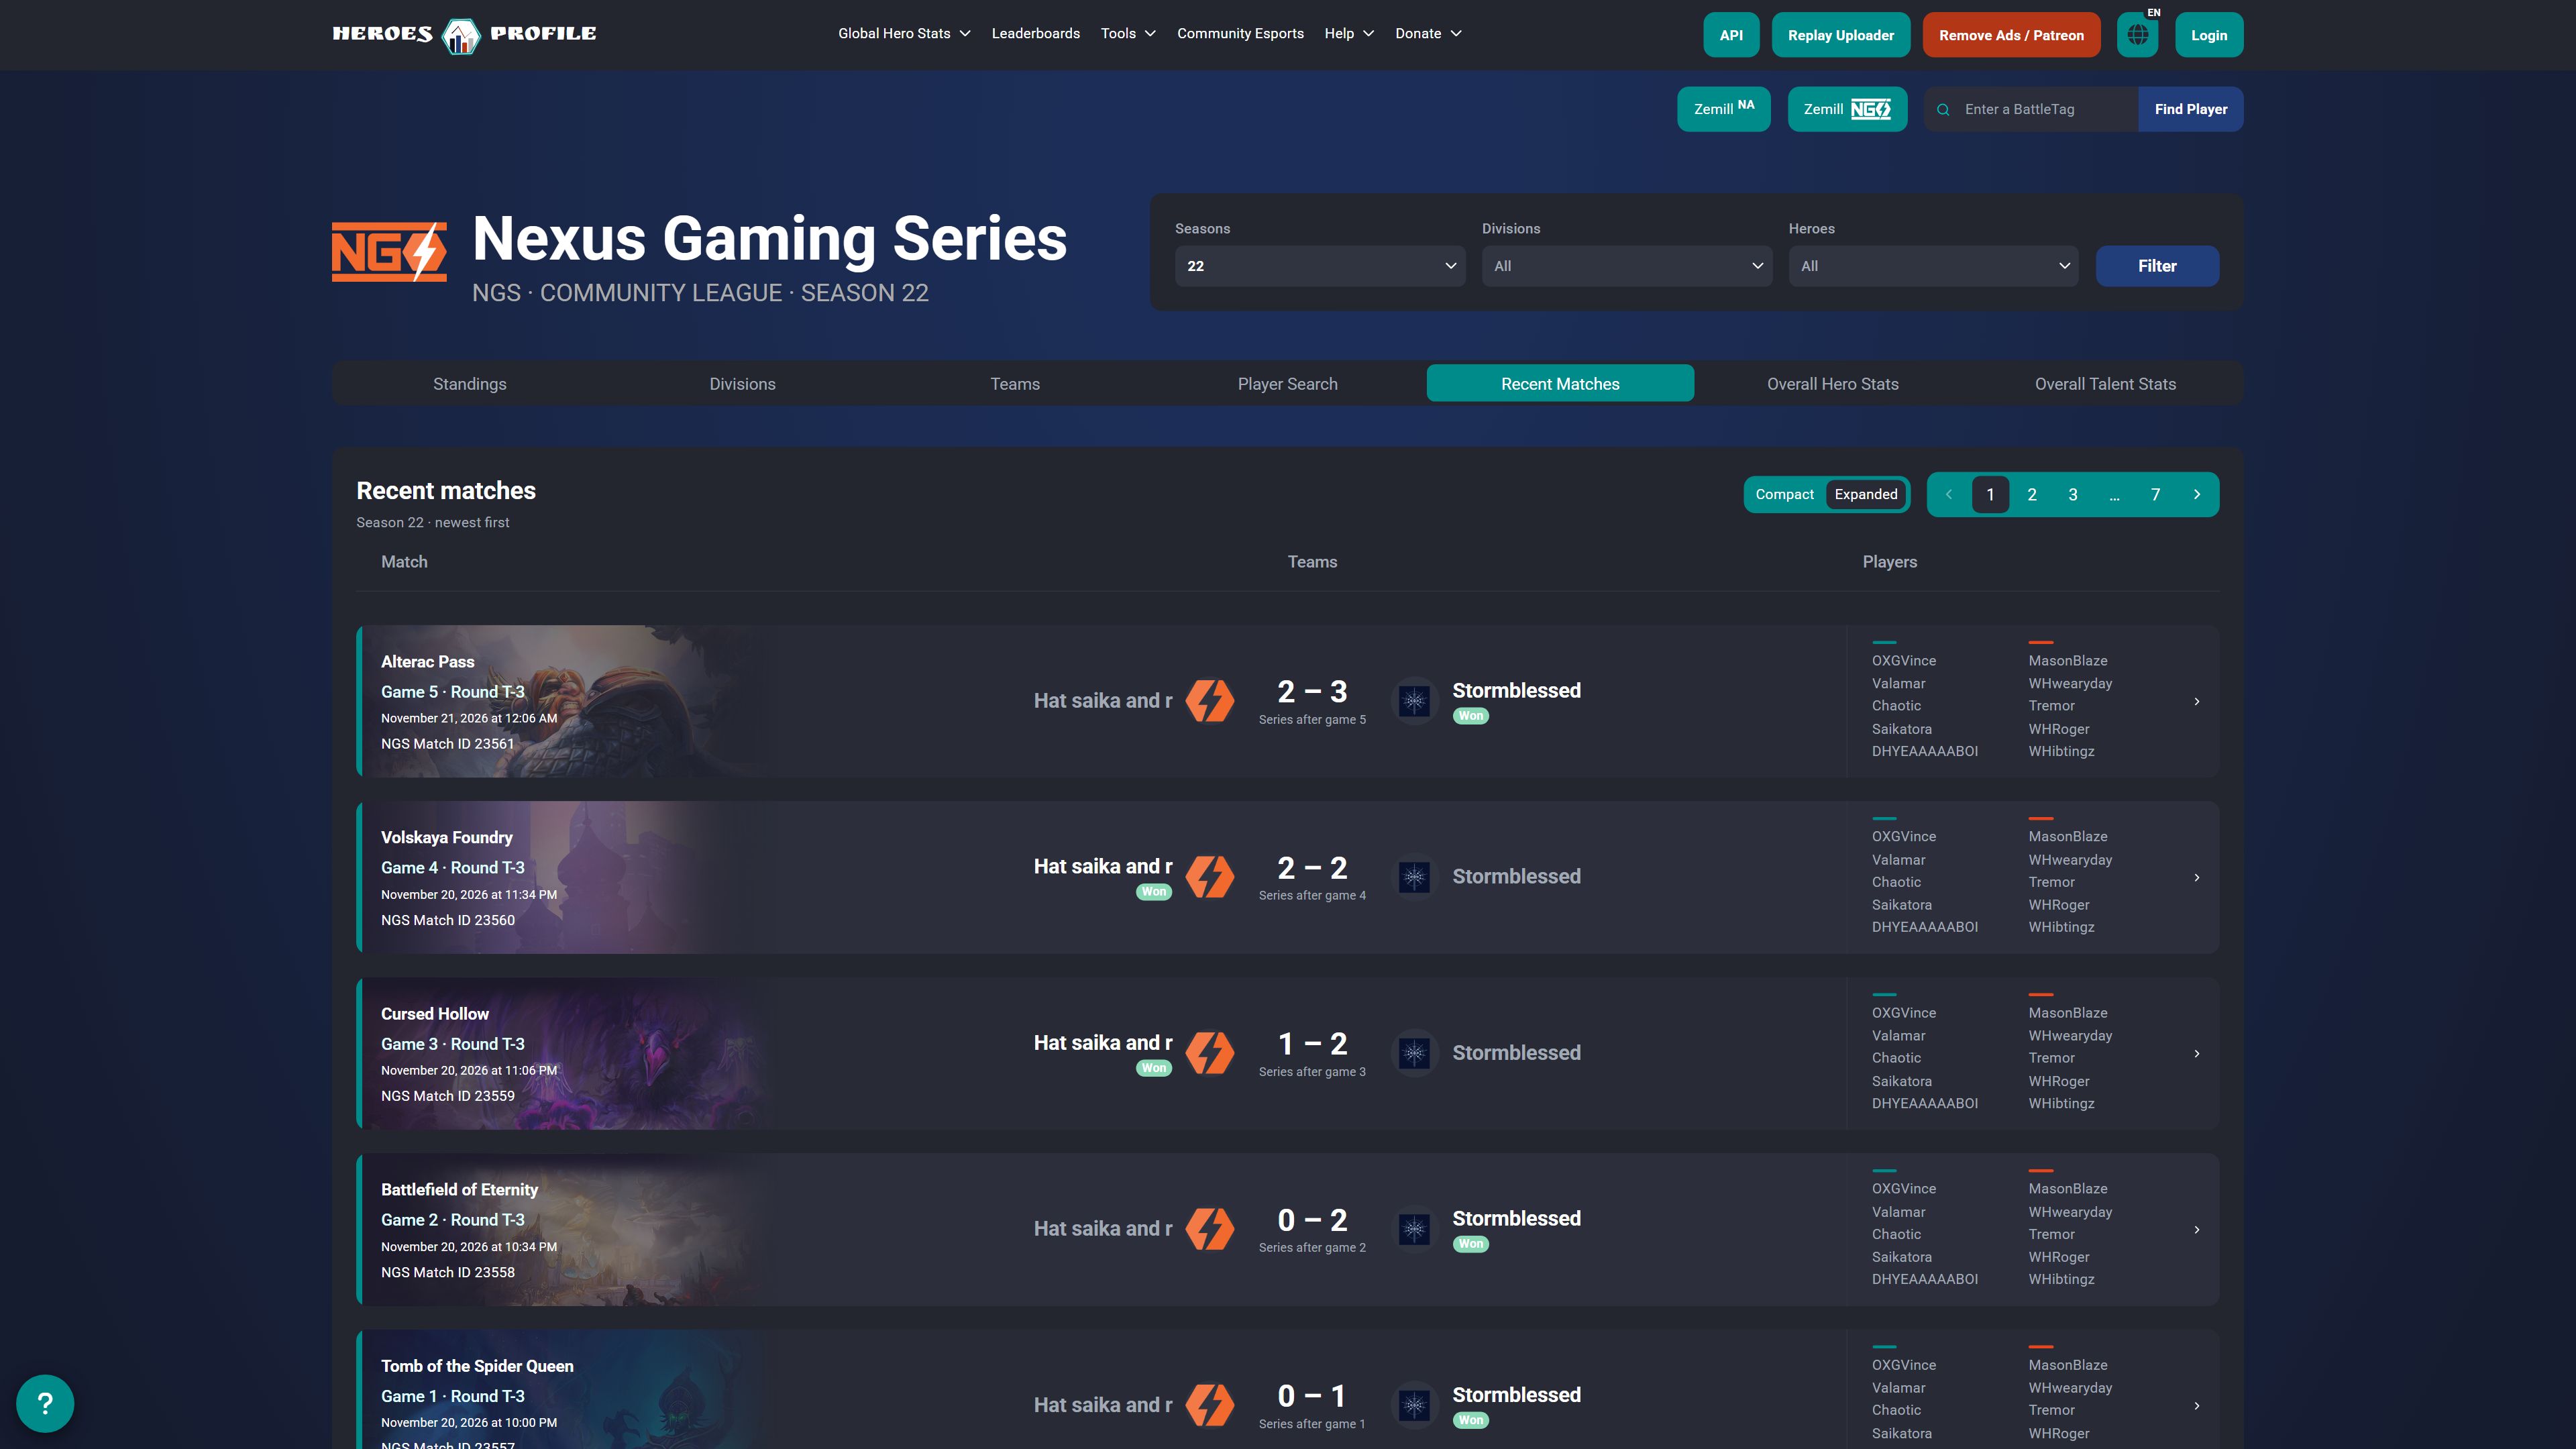 HEROES PROFILE
Global Hero Stats
Leaderboards
Tools
Community Esports
Help
Donate
API
Replay Uploader
Remove Ads / Patreon
EN
Login
Zemill NA
Zemill NGS
Enter a BattleTag
Find Player
NGS
Nexus Gaming Series
NGS · COMMUNITY LEAGUE · SEASON 22
Seasons
22
Divisions
All
Heroes
All
Filter
Standings
Divisions
Teams
Player Search
Recent Matches
Overall Hero Stats
Overall Talent Stats
Recent matches
Season 22 · newest first
Compact
Expanded
1 2 3 ... 7
Match
Teams
Players
Alterac Pass
Game 5 · Round T-3
November 21, 2026 at 12:06 AM
NGS Match ID 23561
Hat saika and r
2 – 3
Series after game 5
Stormblessed
Won
OXGVince
Valamar
Chaotic
Saikatora
DHYEAAAAABOI
MasonBlaze
WHwearyday
Tremor
WHRoger
WHibtingz
Volskaya Foundry
Game 4 · Round T-3
November 20, 2026 at 11:34 PM
NGS Match ID 23560
Hat saika and r
Won
2 – 2
Series after game 4
Stormblessed
OXGVince
Valamar
Chaotic
Saikatora
DHYEAAAAABOI
MasonBlaze
WHwearyday
Tremor
WHRoger
WHibtingz
Cursed Hollow
Game 3 · Round T-3
November 20, 2026 at 11:06 PM
NGS Match ID 23559
Hat saika and r
Won
1 – 2
Series after game 3
Stormblessed
OXGVince
Valamar
Chaotic
Saikatora
DHYEAAAAABOI
MasonBlaze
WHwearyday
Tremor
WHRoger
WHibtingz
Battlefield of Eternity
Game 2 · Round T-3
November 20, 2026 at 10:34 PM
NGS Match ID 23558
Hat saika and r
0 – 2
Series after game 2
Stormblessed
Won
OXGVince
Valamar
Chaotic
Saikatora
DHYEAAAAABOI
MasonBlaze
WHwearyday
Tremor
WHRoger
WHibtingz
Tomb of the Spider Queen
Game 1 · Round T-3
November 20, 2026 at 10:00 PM
NGS Match ID 23557
Hat saika and r
0 – 1
Series after game 1
Stormblessed
Won
OXGVince
Valamar
Chaotic
Saikatora
MasonBlaze
WHwearyday
Tremor
WHRoger
?